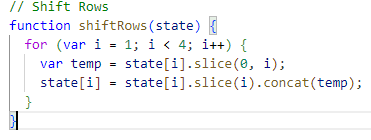 // Shift Rows
function shiftRows(state) {
  for (var i = 1; i < 4; i++) {
    var temp = state[i].slice(0, i);
    state[i] = state[i].slice(i).concat(temp);
  }
}